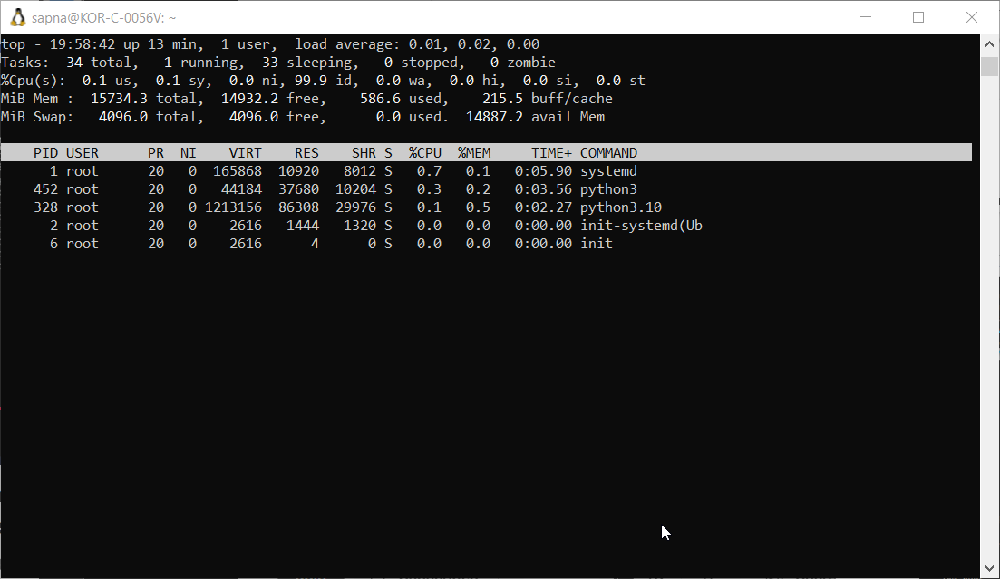 sapna@KOR-C-0056V: ~
top - 19:58:42 up 13 min,  1 user,  load average: 0.01, 0.02, 0.00
Tasks:  34 total,   1 running,  33 sleeping,   0 stopped,   0 zombie
%Cpu(s):  0.1 us,  0.1 sy,  0.0 ni, 99.9 id,  0.0 wa,  0.0 hi,  0.0 si,  0.0 st
MiB Mem :  15734.3 total,  14932.2 free,    586.6 used,    215.5 buff/cache
MiB Swap:   4096.0 total,   4096.0 free,      0.0 used.  14887.2 avail Mem
    PID USER      PR  NI    VIRT    RES    SHR S  %CPU  %MEM     TIME+ COMMAND
      1 root      20   0  165868  10920   8012 S   0.7   0.1   0:05.90 systemd
    452 root      20   0   44184  37680  10204 S   0.3   0.2   0:03.56 python3
    328 root      20   0 1213156  86308  29976 S   0.1   0.5   0:02.27 python3.10
      2 root      20   0    2616   1444   1320 S   0.0   0.0   0:00.00 init-systemd(Ub
      6 root      20   0    2616      4      0 S   0.0   0.0   0:00.00 init